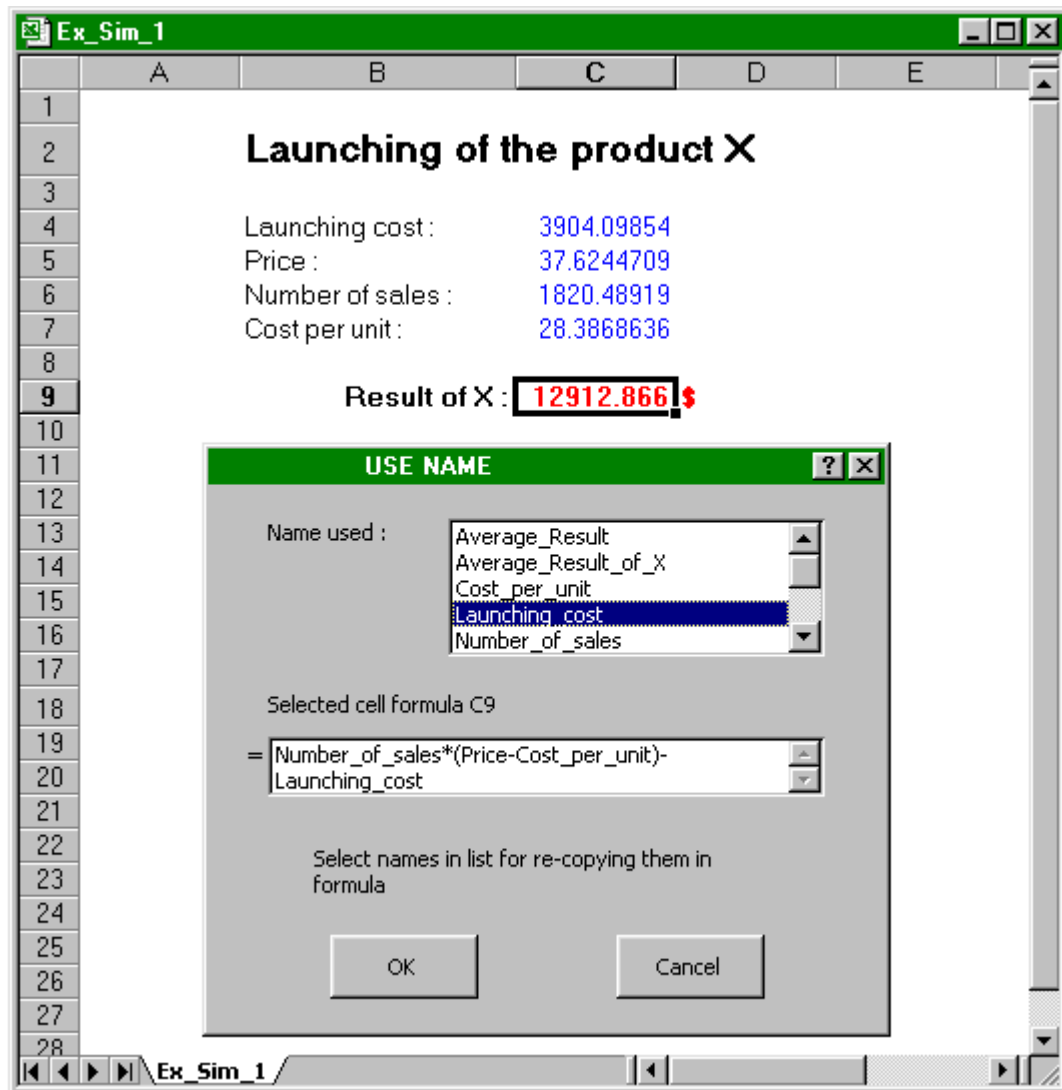 Ex_Sim_1
A B C D E
1
2 Launching of the product X
3
4 Launching cost : 3904.09854
5 Price : 37.6244709
6 Number of sales : 1820.48919
7 Cost per unit : 28.3868636
8
9 Result of X : 12912.866 $
10
11 USE NAME ?
12
13 Name used : Average_Result
14 Average_Result_of_X
15 Cost_per_unit
16 Launching_cost
Number_of_sales
17
18 Selected cell formula C9
19 = Number_of_sales*(Price-Cost_per_unit)-
20 Launching_cost
21
22 Select names in list for re-copying them in
23 formula
24
25 OK Cancel
26
27
28
Ex_Sim_1